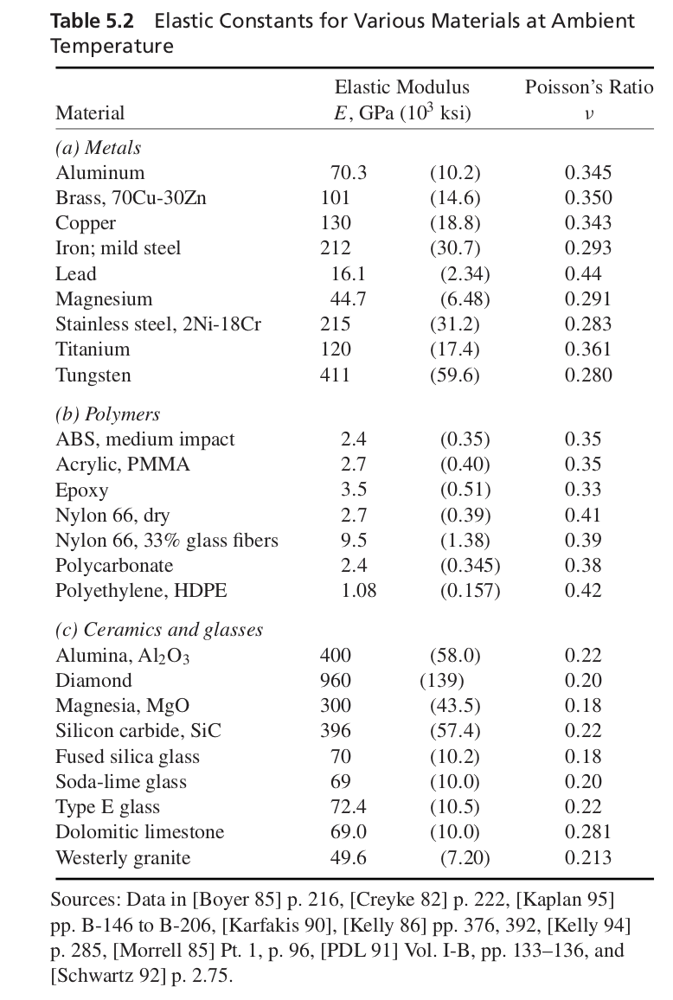 Table 5.2 Elastic Constants for Various Materials at Ambient
Temperature
Elastic Modulus Poisson's Ratio
Material E, GPa (10³ ksi) ν
(a) Metals
Aluminum 70.3 (10.2) 0.345
Brass, 70Cu-30Zn 101 (14.6) 0.350
Copper 130 (18.8) 0.343
Iron; mild steel 212 (30.7) 0.293
Lead 16.1 (2.34) 0.44
Magnesium 44.7 (6.48) 0.291
Stainless steel, 2Ni-18Cr 215 (31.2) 0.283
Titanium 120 (17.4) 0.361
Tungsten 411 (59.6) 0.280
(b) Polymers
ABS, medium impact 2.4 (0.35) 0.35
Acrylic, PMMA 2.7 (0.40) 0.35
Epoxy 3.5 (0.51) 0.33
Nylon 66, dry 2.7 (0.39) 0.41
Nylon 66, 33% glass fibers 9.5 (1.38) 0.39
Polycarbonate 2.4 (0.345) 0.38
Polyethylene, HDPE 1.08 (0.157) 0.42
(c) Ceramics and glasses
Alumina, Al₂O₃ 400 (58.0) 0.22
Diamond 960 (139) 0.20
Magnesia, MgO 300 (43.5) 0.18
Silicon carbide, SiC 396 (57.4) 0.22
Fused silica glass 70 (10.2) 0.18
Soda-lime glass 69 (10.0) 0.20
Type E glass 72.4 (10.5) 0.22
Dolomitic limestone 69.0 (10.0) 0.281
Westerly granite 49.6 (7.20) 0.213
Sources: Data in [Boyer 85] p. 216, [Creyke 82] p. 222, [Kaplan 95]
pp. B-146 to B-206, [Karfakis 90], [Kelly 86] pp. 376, 392, [Kelly 94]
p. 285, [Morrell 85] Pt. 1, p. 96, [PDL 91] Vol. I-B, pp. 133–136, and
[Schwartz 92] p. 2.75.